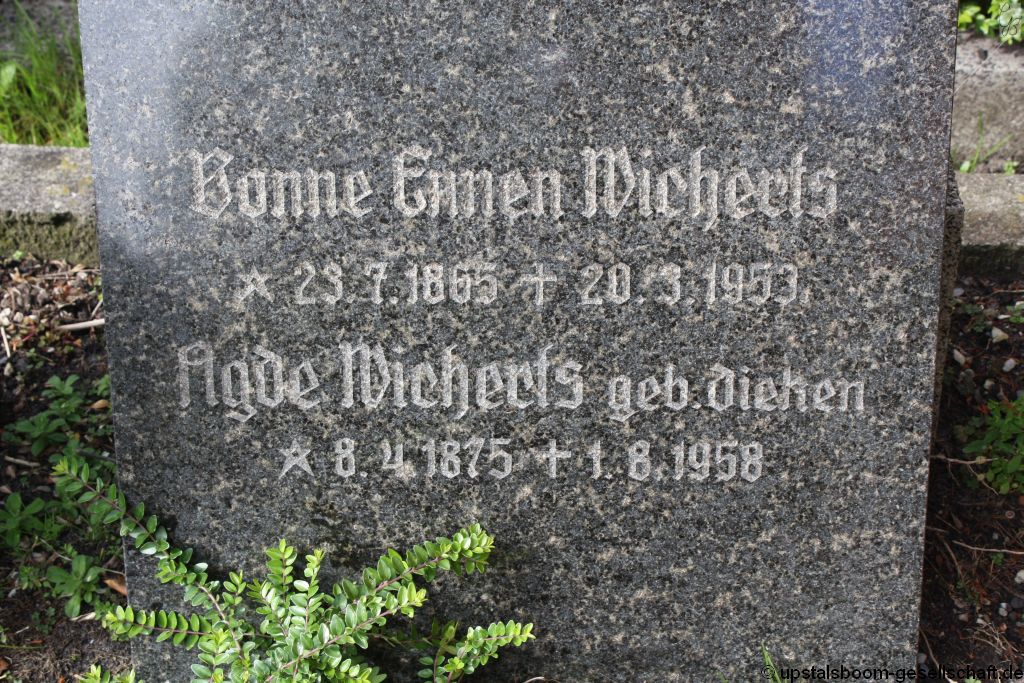 Bonne Ennen Wicherts
* 23.7.1865 + 20.3.1953
Agde Wicherts geb. Dieken
* 8.4.1875 + 1.8.1958
© upstalsboom-gesellschaft.de